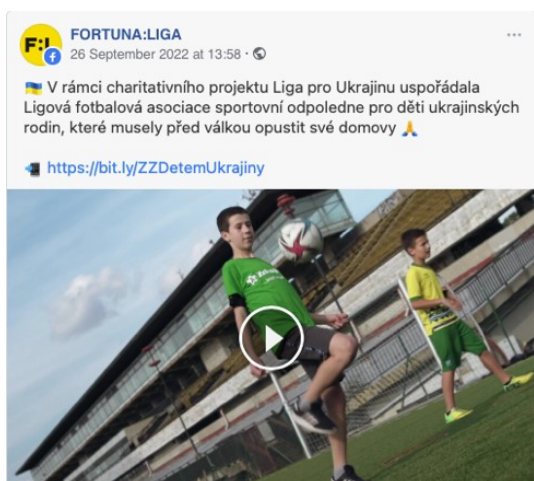 F:L
FORTUNA:LIGA
26 September 2022 at 13:58 ·
🇺🇦 V rámci charitativního projektu Liga pro Ukrajinu uspořádala
Ligová fotbalová asociace sportovní odpoledne pro děti ukrajinských
rodin, které musely před válkou opustit své domovy 🙏
📲 https://bit.ly/ZZDetemUkrajiny